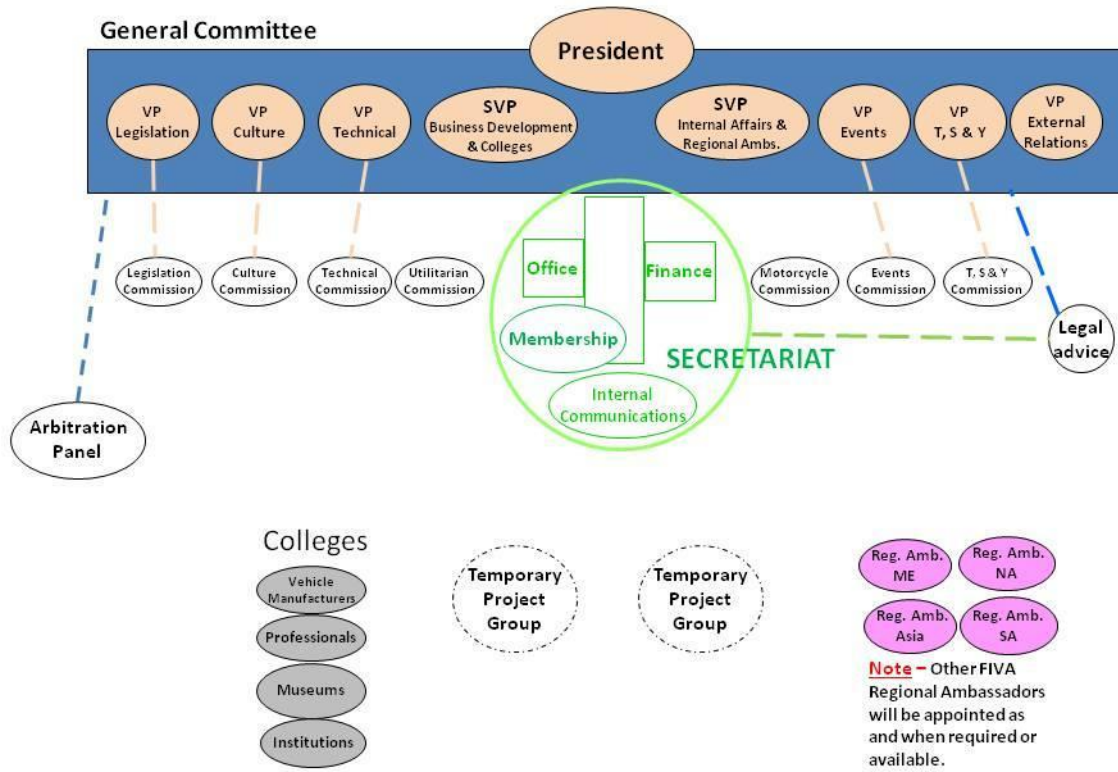 General Committee
President
VP
Legislation
VP
Culture
VP
Technical
SVP
Business Development
& Colleges
SVP
Internal Affairs &
Regional Ambs.
VP
Events
VP
T, S & Y
VP
External
Relations
Legislation
Commission
Culture
Commission
Technical
Commission
Utilitarian
Commission
Office
Finance
Motorcycle
Commission
Events
Commission
T, S & Y
Commission
Membership
SECRETARIAT
Legal
advice
Internal
Communications
Arbitration
Panel
Colleges
Vehicle
Manufacturers
Professionals
Museums
Institutions
Temporary
Project
Group
Temporary
Project
Group
Reg. Amb.
ME
Reg. Amb.
NA
Reg. Amb.
Asia
Reg. Amb.
SA
Note – Other FIVA
Regional Ambassadors
will be appointed as
and when required or
available.